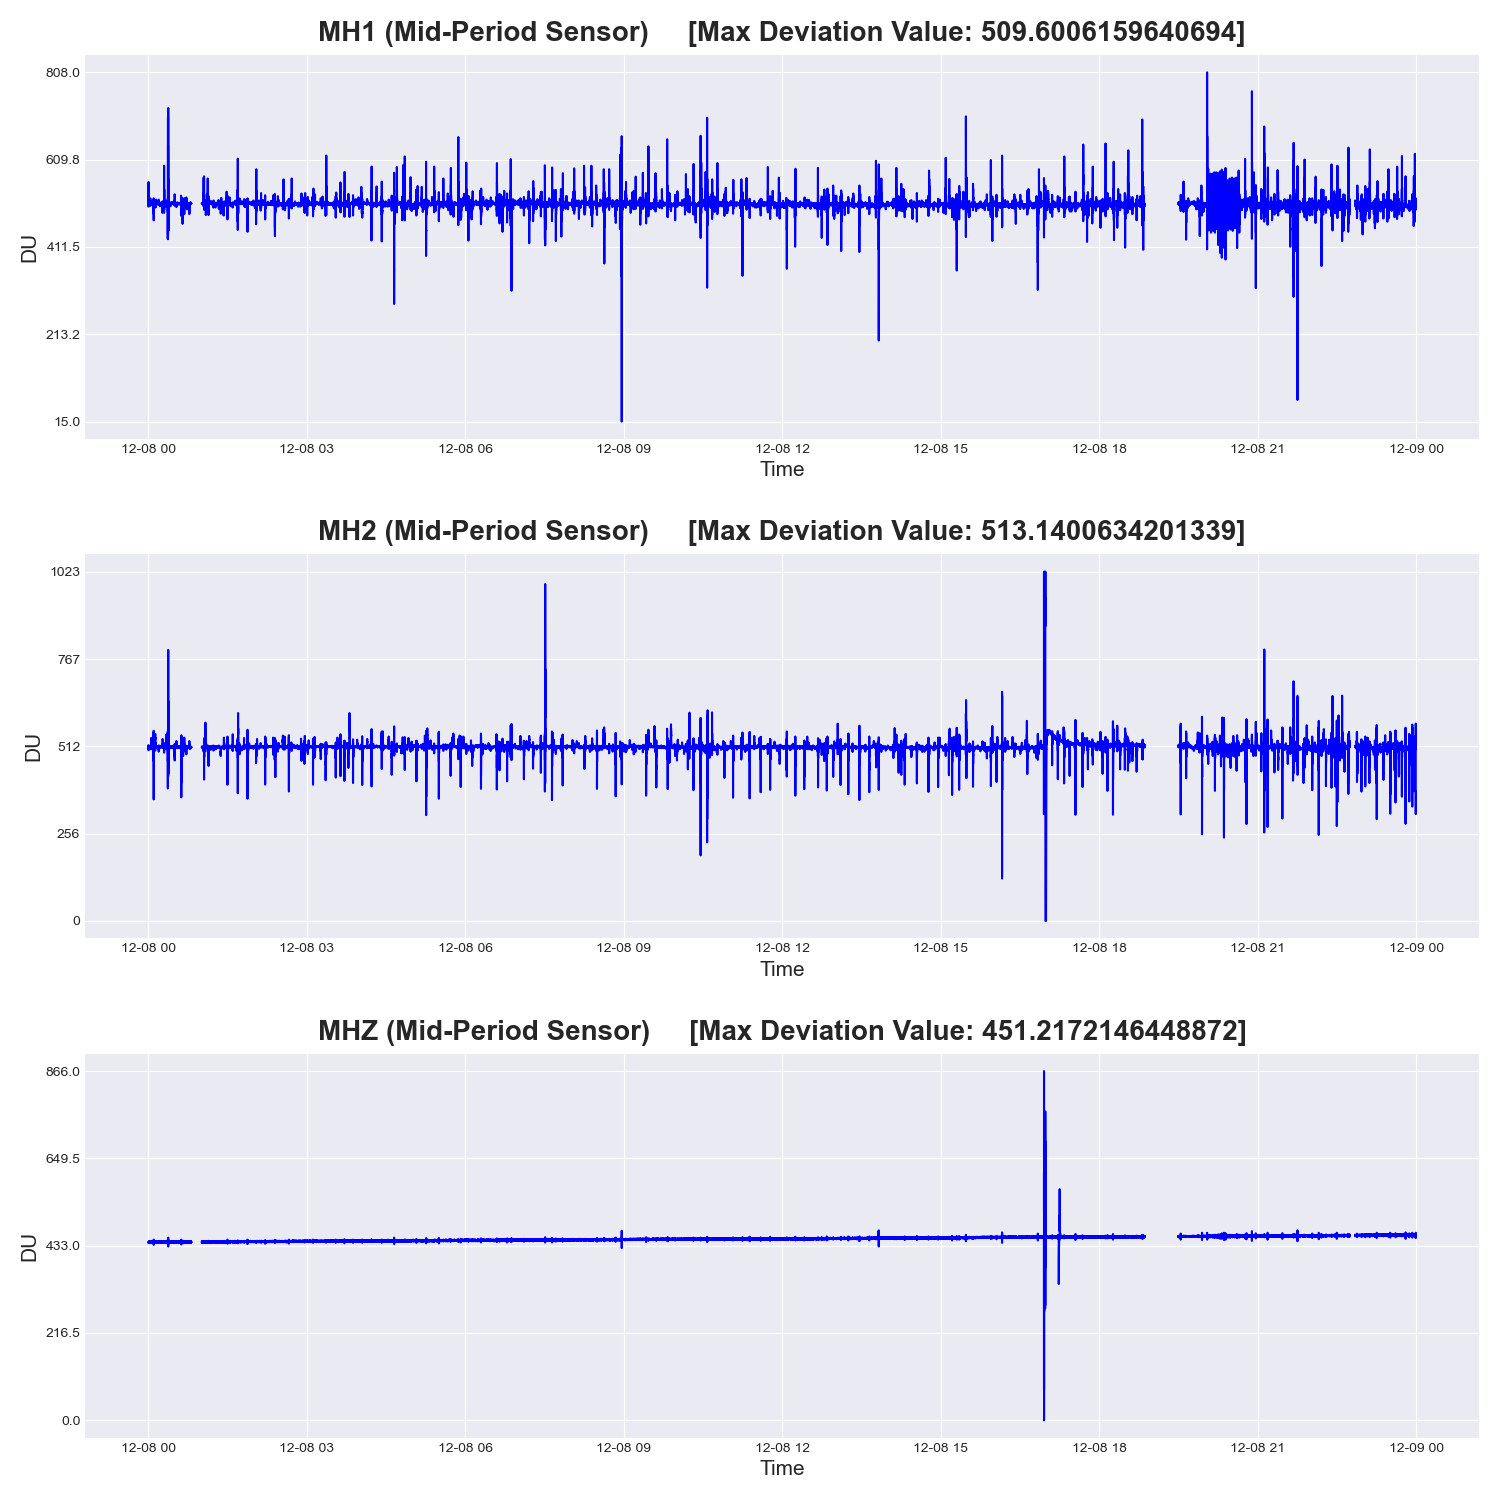 MH1 (Mid-Period Sensor) [Max Deviation Value: 509.6006159640694]
808.0
609.8
411.5
213.2
15.0
DU
12-08 00 12-08 03 12-08 06 12-08 09 12-08 12 12-08 15 12-08 18 12-08 21 12-09 00
Time
MH2 (Mid-Period Sensor) [Max Deviation Value: 513.1400634201339]
1023
767
512
256
0
DU
12-08 00 12-08 03 12-08 06 12-08 09 12-08 12 12-08 15 12-08 18 12-08 21 12-09 00
Time
MHZ (Mid-Period Sensor) [Max Deviation Value: 451.2172146448872]
866.0
649.5
433.0
216.5
0.0
DU
12-08 00 12-08 03 12-08 06 12-08 09 12-08 12 12-08 15 12-08 18 12-08 21 12-09 00
Time